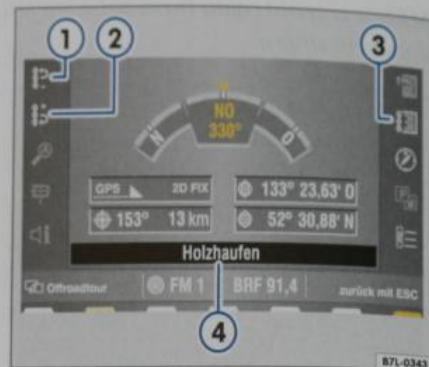 1
2
3
NO
330°
N
O
GPS 2D FIX
133° 23,63' O
153° 13 km
52° 30,88' N
Holzhaufen
Offroadtour
FM 1 BRF 91,4
zurück mit ESC
4
B7L-0343